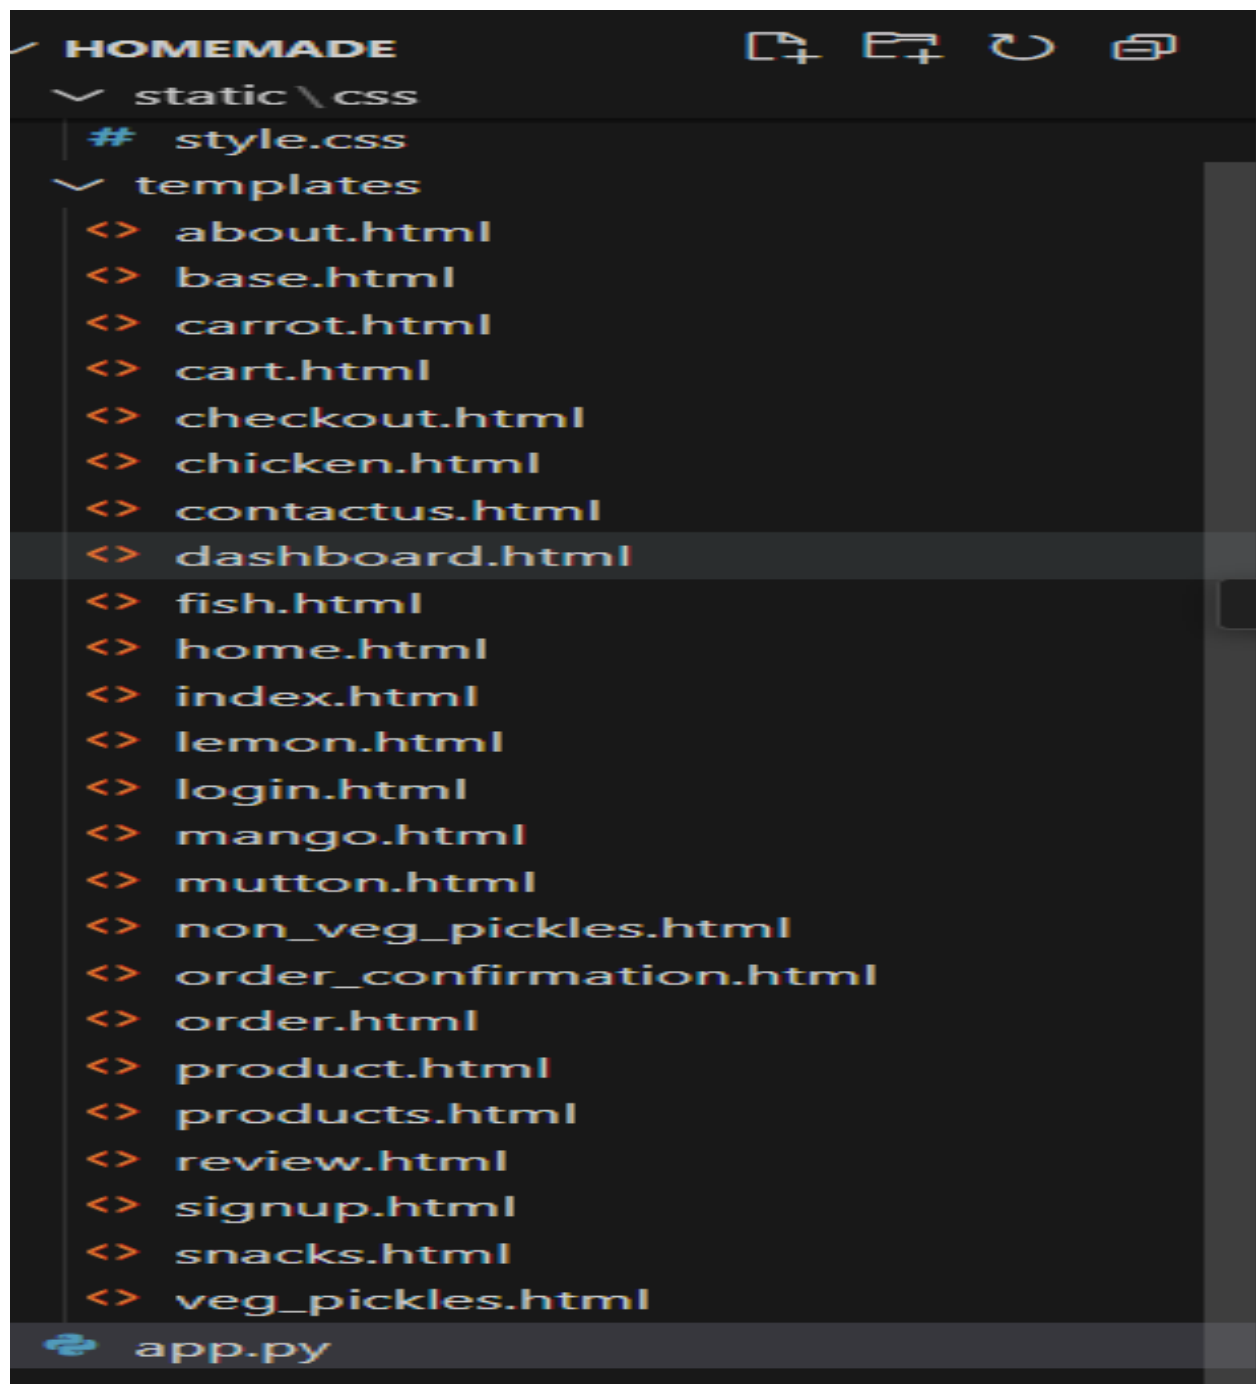 HOMEMADE
static\css
# style.css
templates
<> about.html
<> base.html
<> carrot.html
<> cart.html
<> checkout.html
<> chicken.html
<> contactus.html
<> dashboard.html
<> fish.html
<> home.html
<> index.html
<> lemon.html
<> login.html
<> mango.html
<> mutton.html
<> non_veg_pickles.html
<> order_confirmation.html
<> order.html
<> product.html
<> products.html
<> review.html
<> signup.html
<> snacks.html
<> veg_pickles.html
app.py